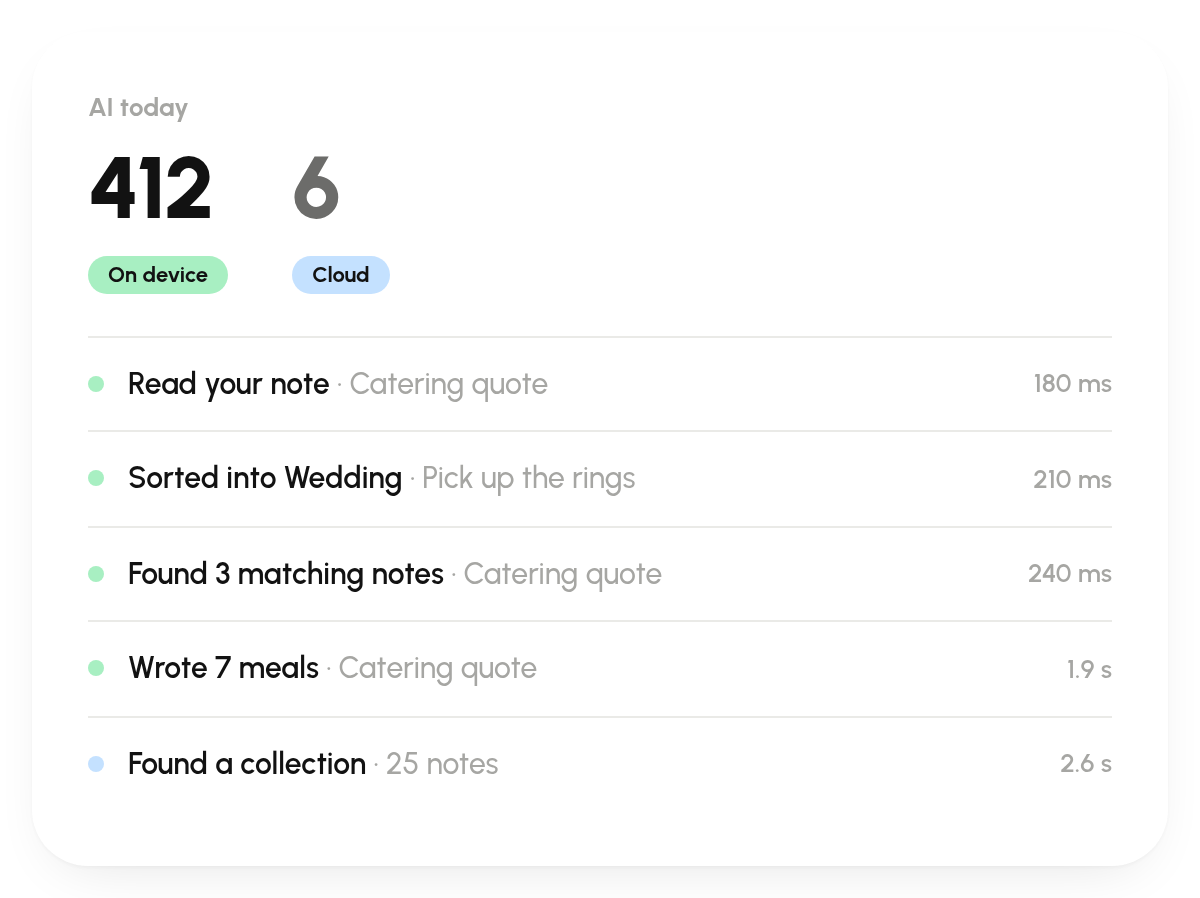 AI today
412 6
On device Cloud
Read your note · Catering quote 180 ms
Sorted into Wedding · Pick up the rings 210 ms
Found 3 matching notes · Catering quote 240 ms
Wrote 7 meals · Catering quote 1.9 s
Found a collection · 25 notes 2.6 s